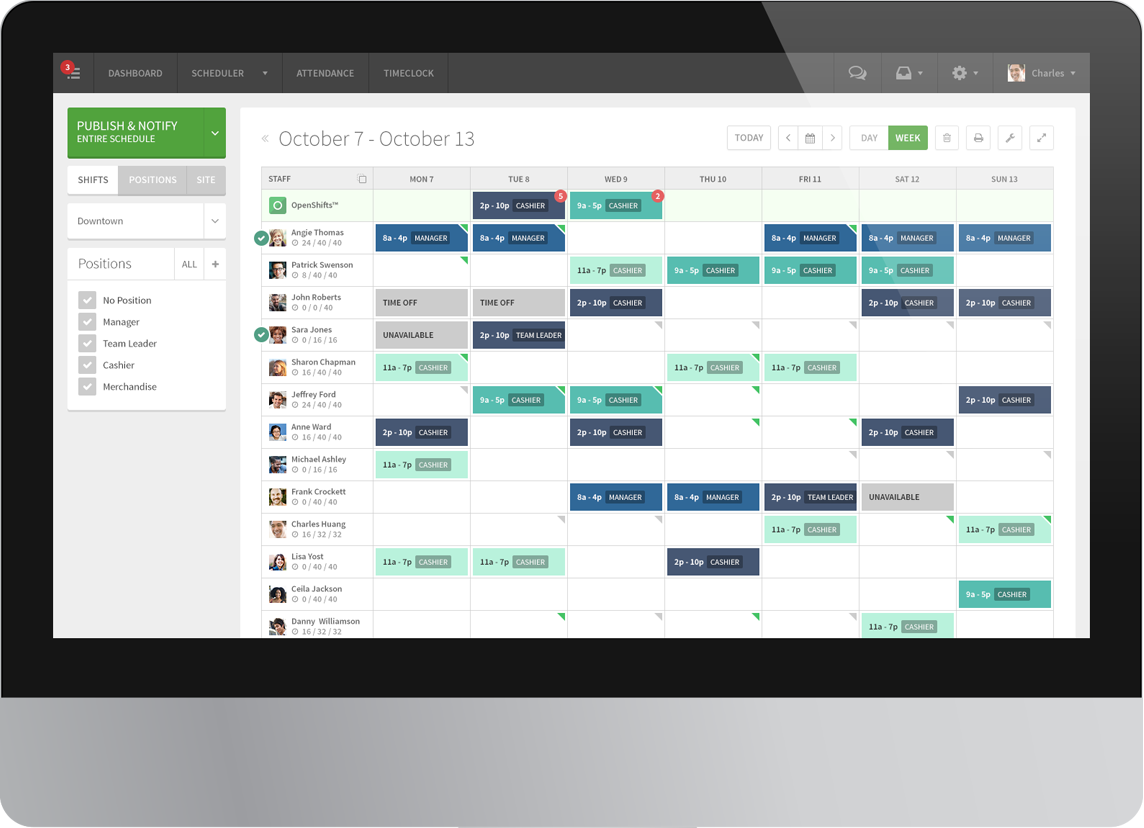 3
DASHBOARD
SCHEDULER
ATTENDANCE
TIMECLOCK
Charles
PUBLISH & NOTIFY
ENTIRE SCHEDULE
SHIFTS
POSITIONS
SITE
Downtown
Positions
ALL
+
No Position
Manager
Team Leader
Cashier
Merchandise
« October 7 - October 13
TODAY
DAY
WEEK
STAFF MON 7 TUE 8 WED 9 THU 10 FRI 11 SAT 12 SUN 13
OpenShifts™ 2p - 10p CASHIER 5 9a - 5p CASHIER 2
Angie Thomas
24 / 40 / 40
8a - 4p MANAGER 8a - 4p MANAGER 8a - 4p MANAGER 8a - 4p MANAGER 8a - 4p MANAGER
Patrick Swenson
8 / 40 / 40
11a - 7p CASHIER 9a - 5p CASHIER 9a - 5p CASHIER 9a - 5p CASHIER
John Roberts
0 / 0 / 40
TIME OFF TIME OFF 2p - 10p CASHIER 2p - 10p CASHIER 2p - 10p CASHIER
Sara Jones
0 / 16 / 16
UNAVAILABLE 2p - 10p TEAM LEADER
Sharon Chapman
16 / 40 / 40
11a - 7p CASHIER 11a - 7p CASHIER 11a - 7p CASHIER
Jeffrey Ford
24 / 40 / 40
9a - 5p CASHIER 9a - 5p CASHIER 2p - 10p CASHIER
Anne Ward
16 / 40 / 40
2p - 10p CASHIER 2p - 10p CASHIER 2p - 10p CASHIER
Michael Ashley
0 / 16 / 16
11a - 7p CASHIER
Frank Crockett
0 / 40 / 40
8a - 4p MANAGER 8a - 4p MANAGER 2p - 10p TEAM LEADER UNAVAILABLE
Charles Huang
16 / 32 / 32
11a - 7p CASHIER 11a - 7p CASHIER
Lisa Yost
0 / 40 / 40
11a - 7p CASHIER 11a - 7p CASHIER 2p - 10p CASHIER
Ceila Jackson
0 / 40 / 40
9a - 5p CASHIER
Danny Williamson
16 / 32 / 32
11a - 7p CASHIER